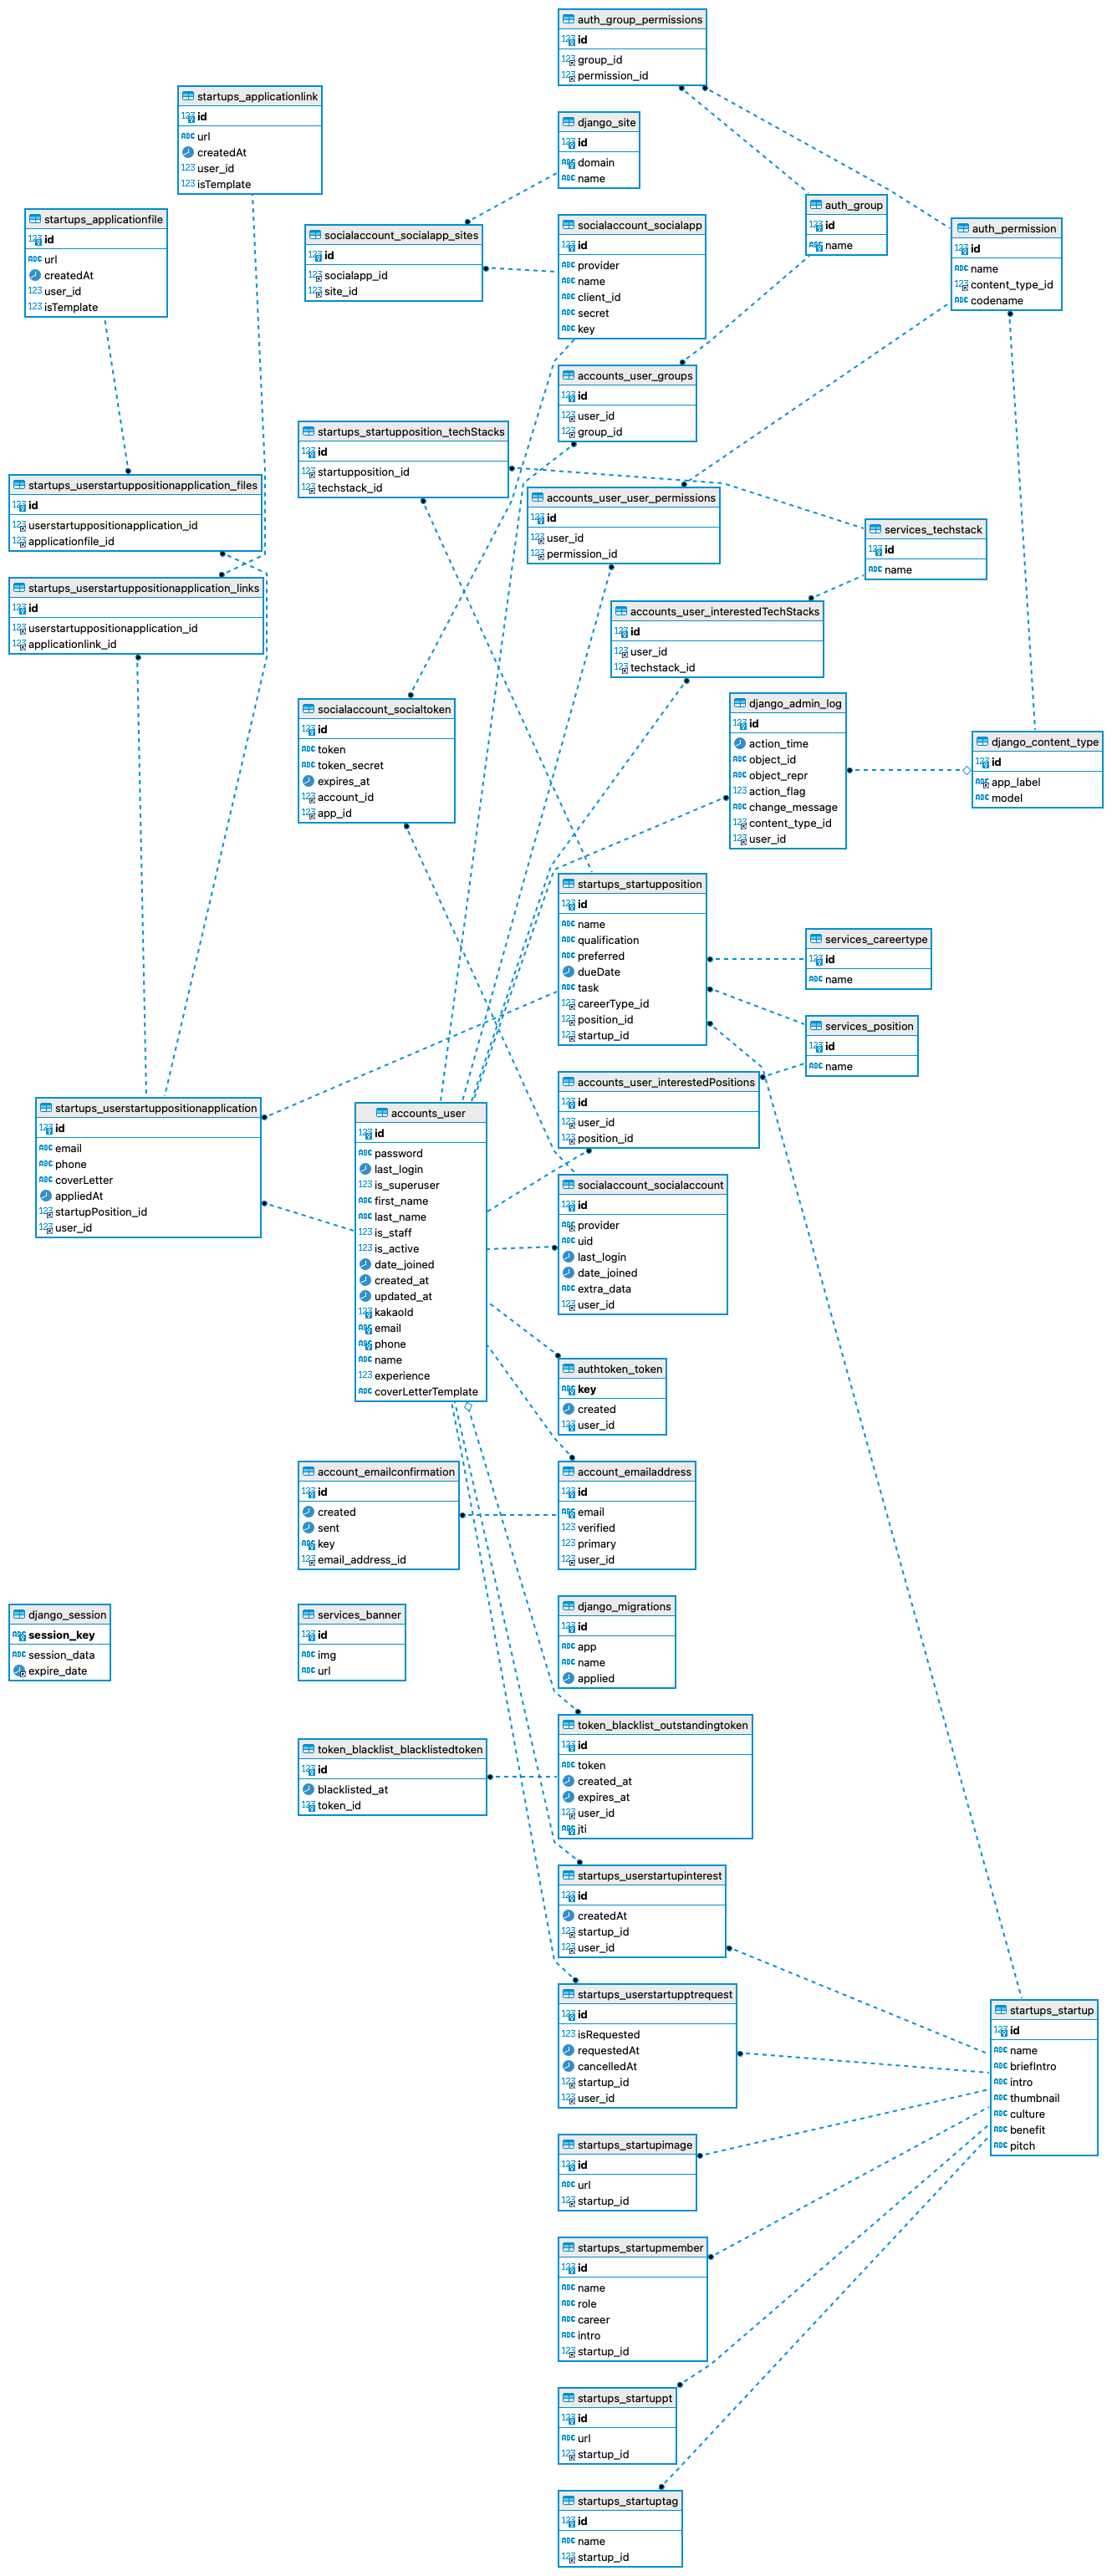 auth_group_permissions
id
group_id
permission_id
startups_applicationlink
id
url
createdAt
user_id
isTemplate
django_site
id
domain
name
auth_group
id
name
startups_applicationfile
id
url
createdAt
user_id
isTemplate
socialaccount_socialapp_sites
id
socialapp_id
site_id
socialaccount_socialapp
id
provider
name
client_id
secret
key
auth_permission
id
name
content_type_id
codename
accounts_user_groups
id
user_id
group_id
startups_startupposition_techStacks
id
startupposition_id
techstack_id
startups_userstartuppositionapplication_files
id
userstartuppositionapplication_id
applicationfile_id
accounts_user_user_permissions
id
user_id
permission_id
services_techstack
id
name
startups_userstartuppositionapplication_links
id
userstartuppositionapplication_id
applicationlink_id
accounts_user_interestedTechStacks
id
user_id
techstack_id
socialaccount_socialtoken
id
token
token_secret
expires_at
account_id
app_id
django_admin_log
id
action_time
object_id
object_repr
action_flag
change_message
content_type_id
user_id
django_content_type
id
app_label
model
startups_startupposition
id
name
qualification
preferred
dueDate
task
careerType_id
position_id
startup_id
services_careertype
id
name
services_position
id
name
accounts_user_interestedPositions
id
user_id
position_id
startups_userstartuppositionapplication
id
email
phone
coverLetter
appliedAt
startupPosition_id
user_id
accounts_user
id
password
last_login
is_superuser
first_name
last_name
is_staff
is_active
date_joined
created_at
updated_at
kakaoId
email
phone
name
experience
coverLetterTemplate
socialaccount_socialaccount
id
provider
uid
last_login
date_joined
extra_data
user_id
authtoken_token
key
created
user_id
account_emailconfirmation
id
created
sent
key
email_address_id
account_emailaddress
id
email
verified
primary
user_id
django_session
session_key
session_data
expire_date
services_banner
id
img
url
django_migrations
id
app
name
applied
token_blacklist_blacklistedtoken
id
blacklisted_at
token_id
token_blacklist_outstandingtoken
id
token
created_at
expires_at
user_id
jti
startups_userstartupinterest
id
createdAt
startup_id
user_id
startups_userstartupptrequest
id
isRequested
requestedAt
cancelledAt
startup_id
user_id
startups_startup
id
name
briefIntro
intro
thumbnail
culture
benefit
pitch
startups_startupimage
id
url
startup_id
startups_startupmember
id
name
role
career
intro
startup_id
startups_startuppt
id
url
startup_id
startups_startuptag
id
name
startup_id